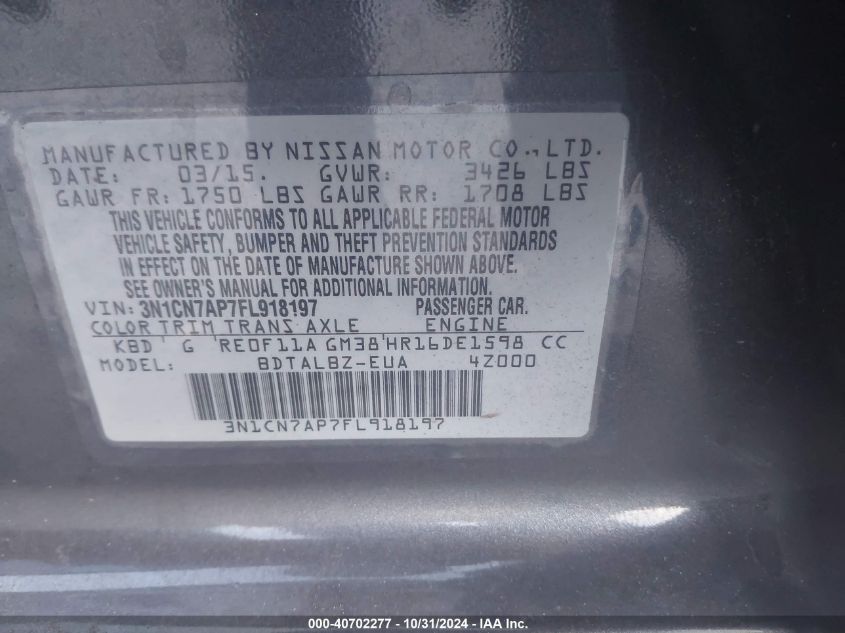 MANUFACTURED BY NISSAN MOTOR CO., LTD.
DATE: 03/15. GVWR: 3426 LBS
GAWR FR: 1750 LBS GAWR RR: 1708 LBS
THIS VEHICLE CONFORMS TO ALL APPLICABLE FEDERAL MOTOR
VEHICLE SAFETY, BUMPER AND THEFT PREVENTION STANDARDS
IN EFFECT ON THE DATE OF MANUFACTURE SHOWN ABOVE.
SEE OWNER'S MANUAL FOR ADDITIONAL INFORMATION.
VIN: 3N1CN7AP7FL918197 PASSENGER CAR.
COLOR TRIM TRANS AXLE ENGINE
KBD G RE0F11A GM38 HR16DE1598 CC
MODEL: BDTALBZ-EUA 4Z000
3N1CN7AP7FL918197
000-40702277 - 10/31/2024 - IAA Inc.